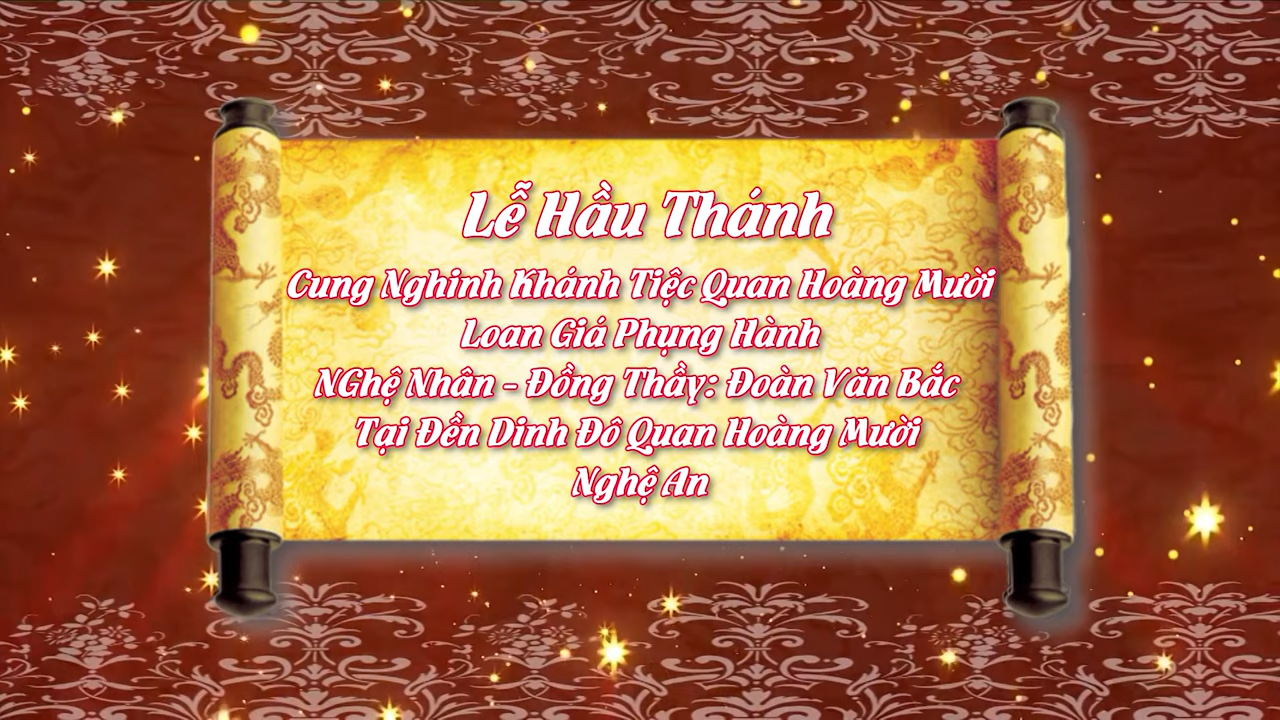 Lễ Hầu Thánh
Cung Nghinh Khánh Tiệc Quan Hoàng Mười
Loan Giá Phụng Hành
NGhệ Nhân - Đồng Thầy: Đoàn Văn Bắc
Tại Đền Dinh Đô Quan Hoàng Mười
Nghệ An